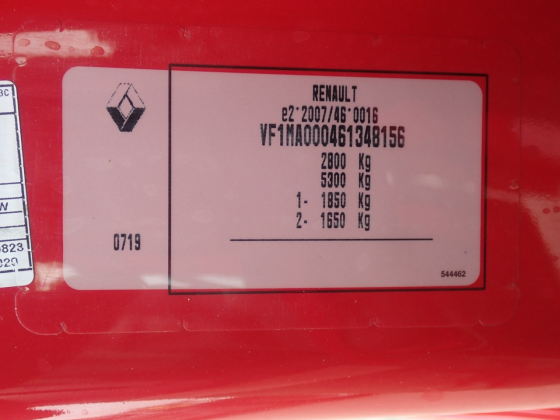 RENAULT
e2*2007/46*0016
VF1MA000461348156
2800 Kg
5300 Kg
1- 1850 Kg
2- 1650 Kg
0719
544462